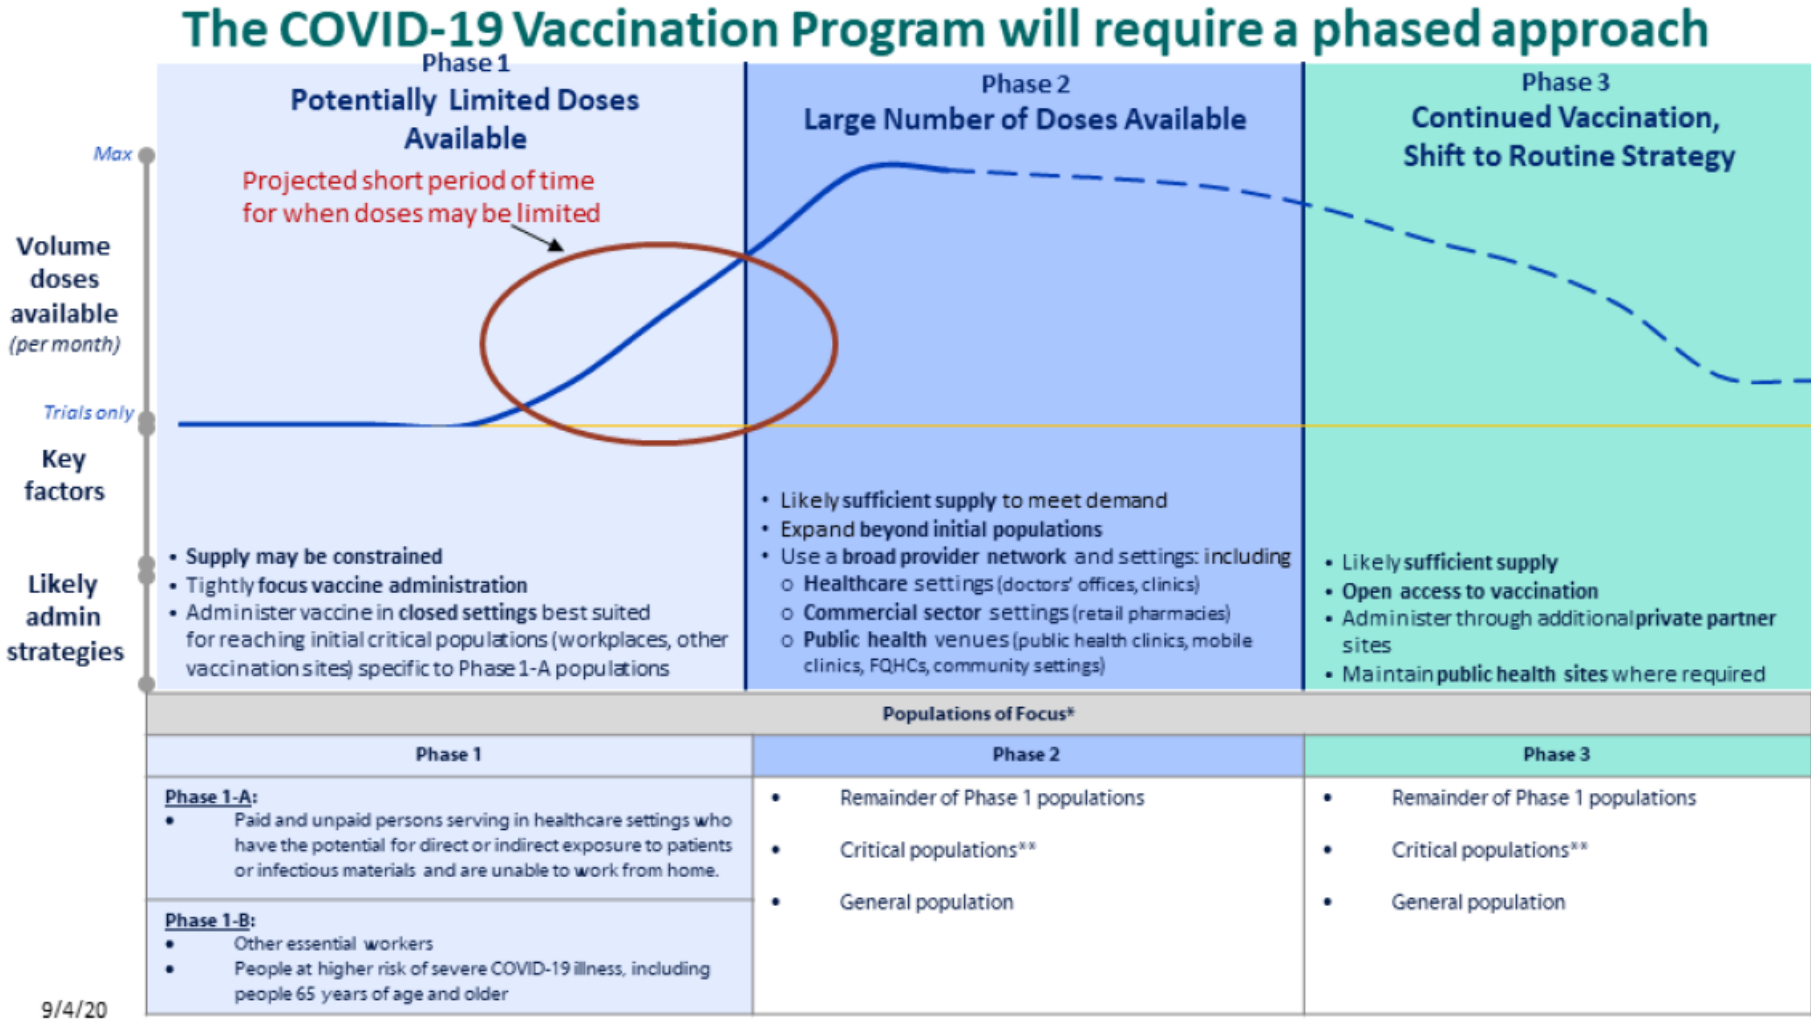 The COVID-19 Vaccination Program will require a phased approach
Phase 1
Potentially Limited Doses
Available
Projected short period of time
for when doses may be limited
Phase 2
Large Number of Doses Available
Phase 3
Continued Vaccination,
Shift to Routine Strategy
Max
Volume
doses
available
(per month)
Trials only
Key
factors
Likely
admin
strategies
• Supply may be constrained
• Tightly focus vaccine administration
• Administer vaccine in closed settings best suited
for reaching initial critical populations (workplaces, other
vaccination sites) specific to Phase 1-A populations
• Likely sufficient supply to meet demand
• Expand beyond initial populations
• Use a broad provider network and settings: including
o Healthcare settings (doctors' offices, clinics)
o Commercial sector settings (retail pharmacies)
o Public health venues (public health clinics, mobile
clinics, FQHCs, community settings)
• Likely sufficient supply
• Open access to vaccination
• Administer through additional private partner
sites
• Maintain public health sites where required
Populations of Focus*
Phase 1
Phase 2
Phase 3
Phase 1-A:
• Paid and unpaid persons serving in healthcare settings who
have the potential for direct or indirect exposure to patients
or infectious materials and are unable to work from home.
Phase 1-B:
• Other essential workers
• People at higher risk of severe COVID-19 illness, including
people 65 years of age and older
• Remainder of Phase 1 populations
• Critical populations**
• General population
• Remainder of Phase 1 populations
• Critical populations**
• General population
9/4/20